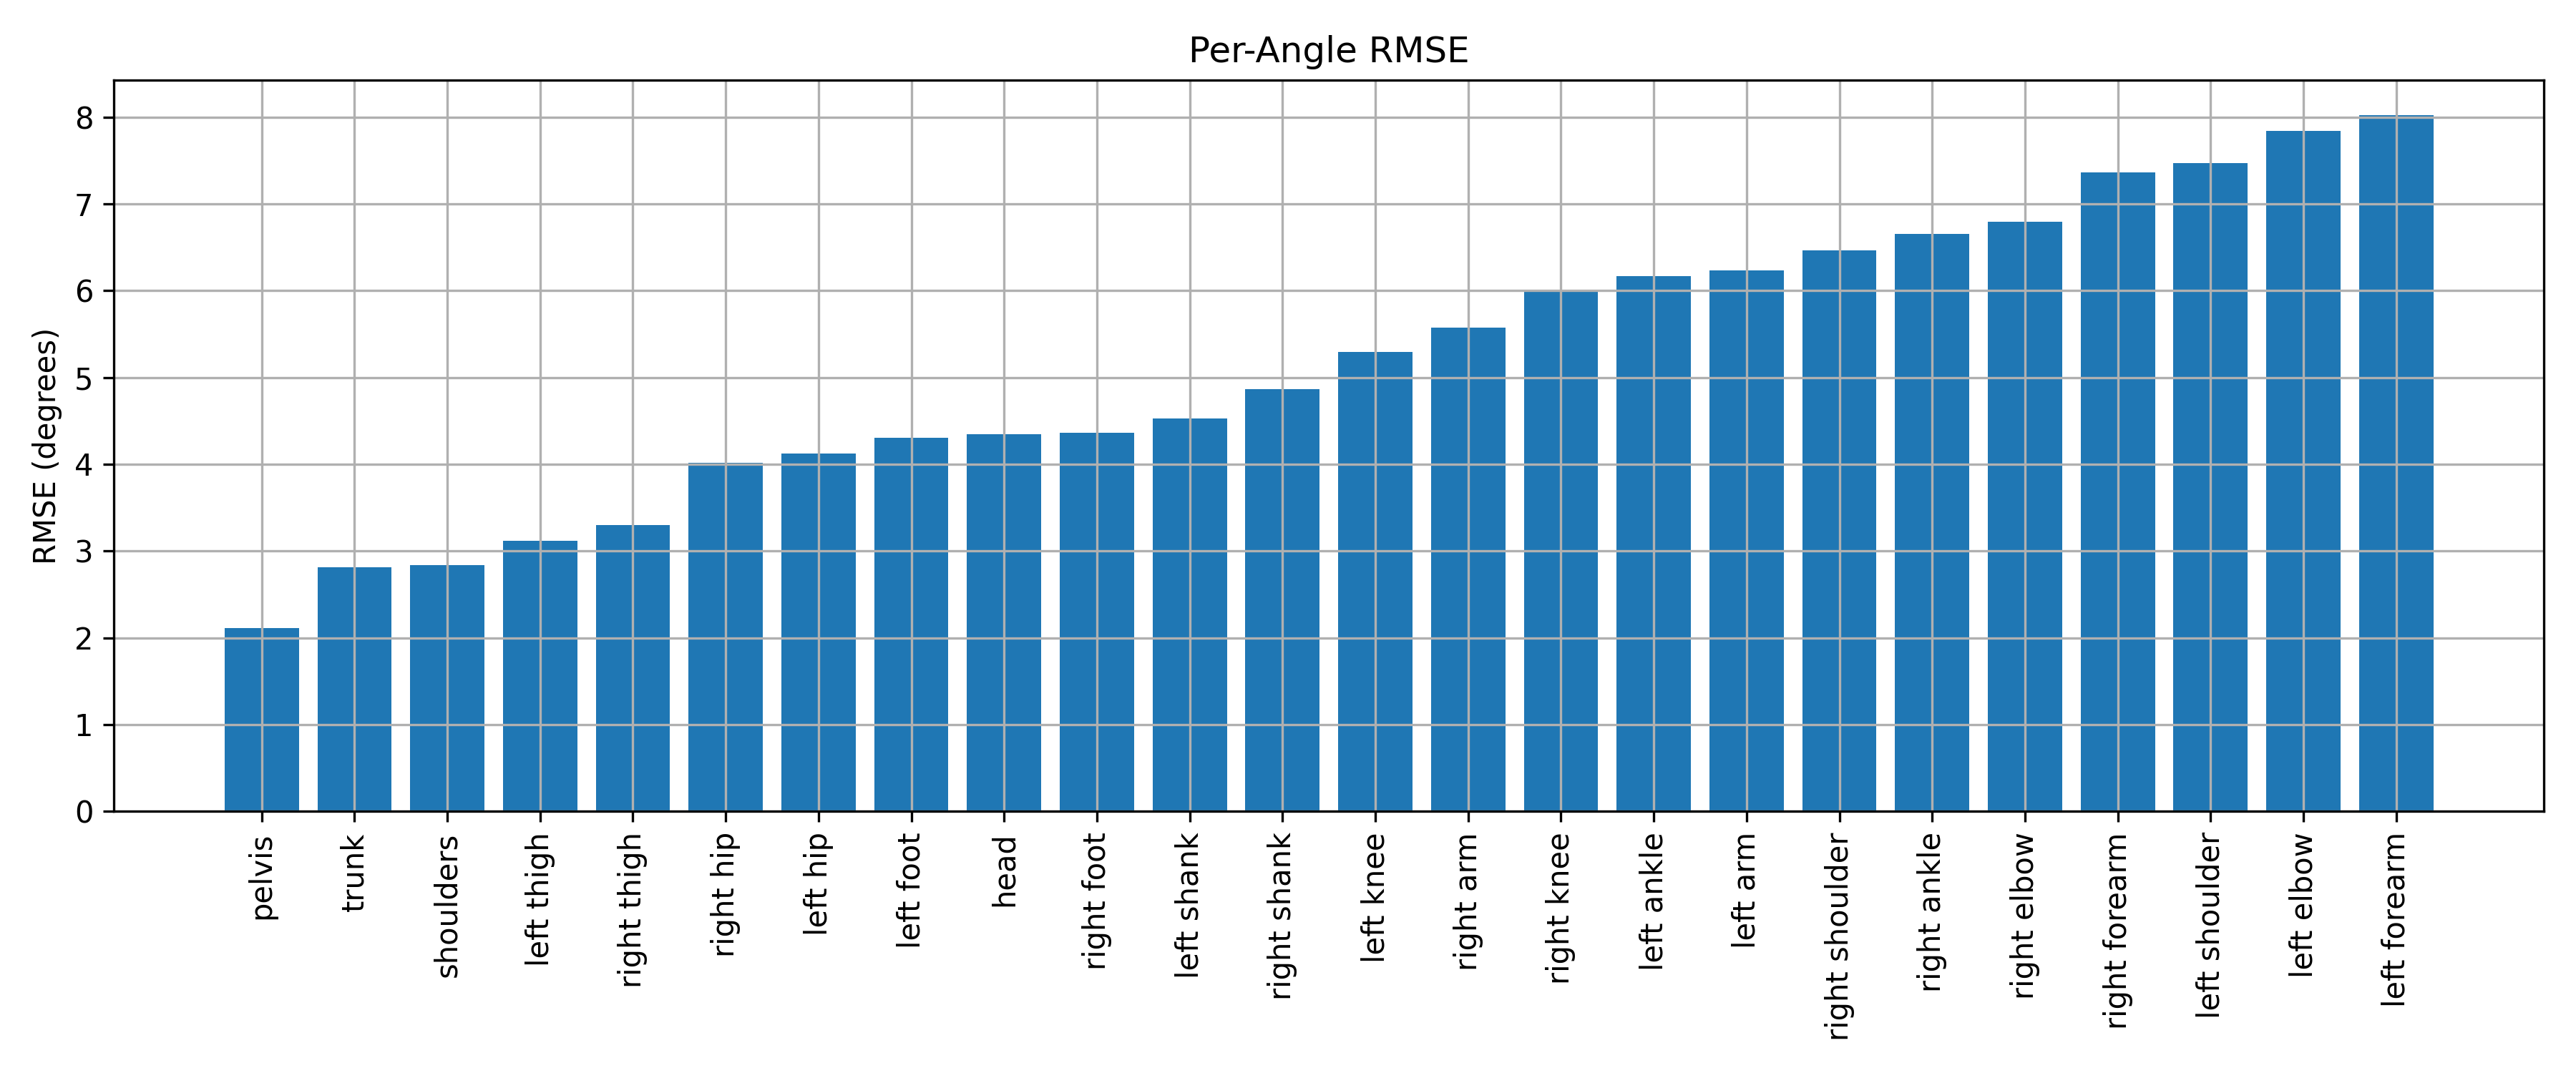 Per-Angle RMSE
RMSE (degrees)
8
7
6
5
4
3
2
1
0
pelvis
trunk
shoulders
left thigh
right thigh
right hip
left hip
left foot
head
right foot
left shank
right shank
left knee
right arm
right knee
left ankle
left arm
right shoulder
right ankle
right elbow
right forearm
left shoulder
left elbow
left forearm